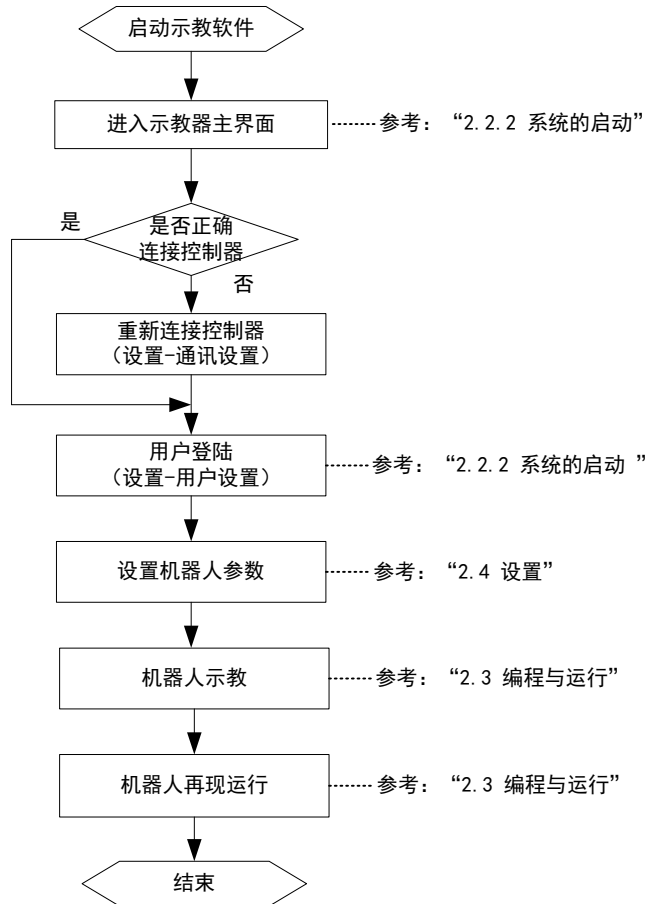 启动示教软件
进入示教器主界面
参考：“2.2.2 系统的启动”
是
是否正确
连接控制器
否
重新连接控制器
（设置-通讯设置）
用户登陆
（设置-用户设置）
参考：“2.2.2 系统的启动 ”
设置机器人参数
参考：“2.4 设置”
机器人示教
参考：“2.3 编程与运行”
机器人再现运行
参考：“2.3 编程与运行”
结束